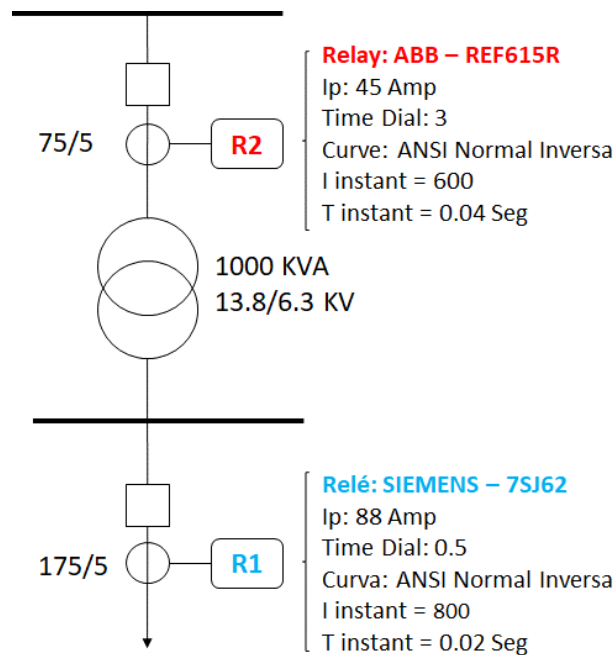 Relay: ABB – REF615R
Ip: 45 Amp
Time Dial: 3
Curve: ANSI Normal Inversa
I instant = 600
T instant = 0.04 Seg
75/5
R2
1000 KVA
13.8/6.3 KV
Relé: SIEMENS – 7SJ62
Ip: 88 Amp
Time Dial: 0.5
Curva: ANSI Normal Inversa
I instant = 800
T instant = 0.02 Seg
175/5
R1